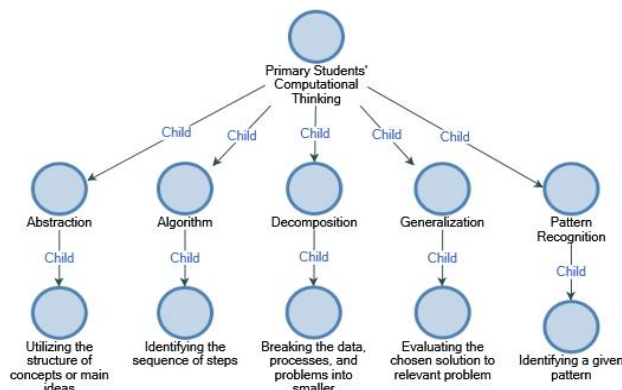 Primary Students'
Computational
Thinking
Child
Child
Child
Child
Child
Abstraction
Algorithm
Decomposition
Generalization
Pattern
Recognition
Child
Child
Child
Child
Child
Utilizing the
structure of
concepts or main
ideas
Identifying the
sequence of steps
Breaking the data,
processes, and
problems into
smaller
Evaluating the
chosen solution to
relevant problem
Identifying a given
pattern